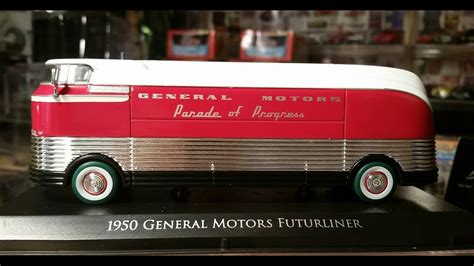 GENERAL MOTORS
Parade of Progress
1950 GENERAL MOTORS FUTURLINER